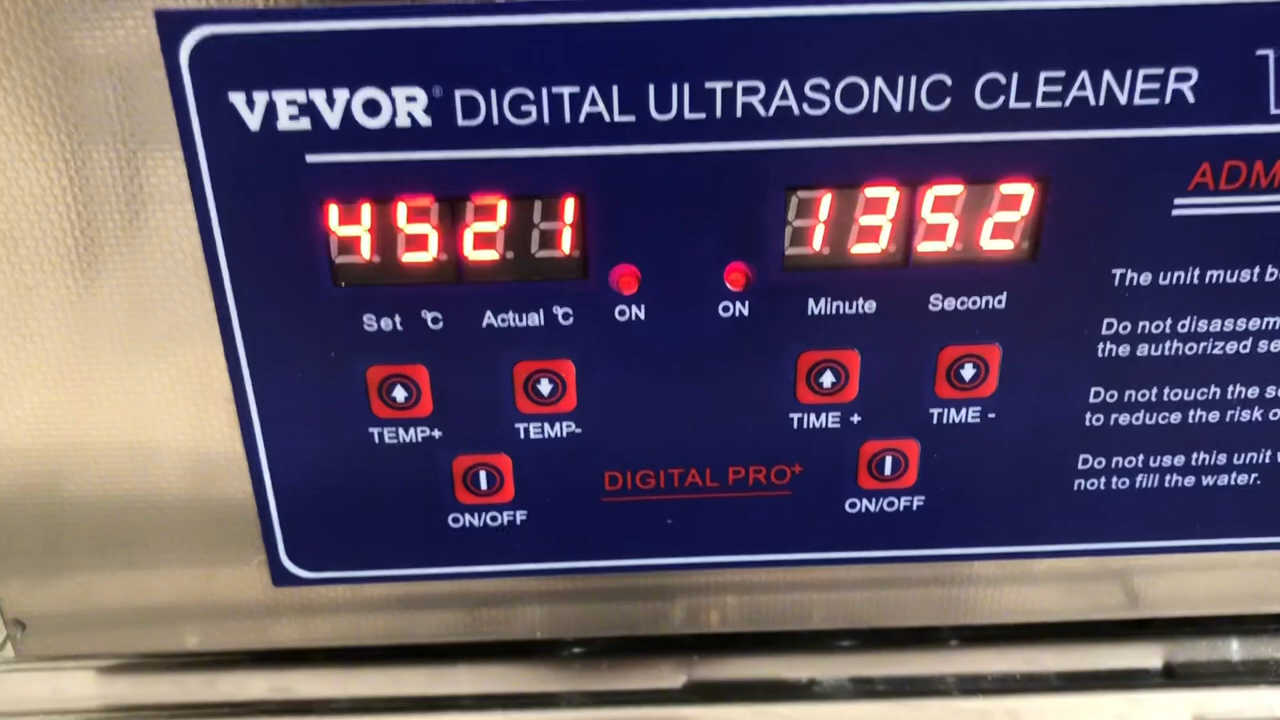 VEVOR® DIGITAL ULTRASONIC CLEANER
4521
1352
Set °C
Actual °C
ON
ON
Minute
Second
TEMP+
TEMP-
TIME +
TIME -
ON/OFF
DIGITAL PRO+
ON/OFF
ADM
The unit must b
Do not disassem
the authorized se
Do not touch the s
to reduce the risk o
Do not use this unit
not to fill the water.